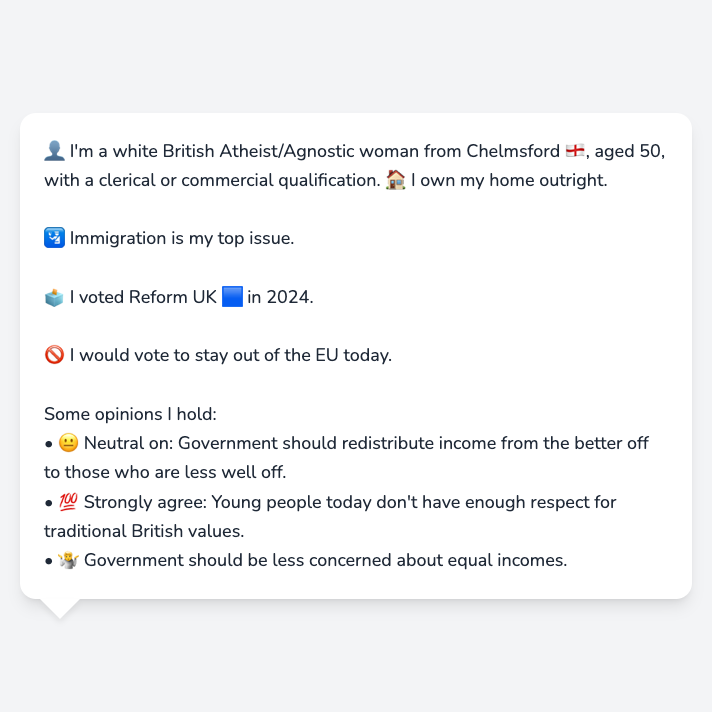 👤 I'm a white British Atheist/Agnostic woman from Chelmsford 🏴󠁧󠁢󠁥󠁮󠁧󠁿, aged 50,
with a clerical or commercial qualification. 🏠 I own my home outright.
🛂 Immigration is my top issue.
🗳️ I voted Reform UK 🟦 in 2024.
🚫 I would vote to stay out of the EU today.
Some opinions I hold:
• 😐 Neutral on: Government should redistribute income from the better off
to those who are less well off.
• 💯 Strongly agree: Young people today don't have enough respect for
traditional British values.
• 🤷 Government should be less concerned about equal incomes.